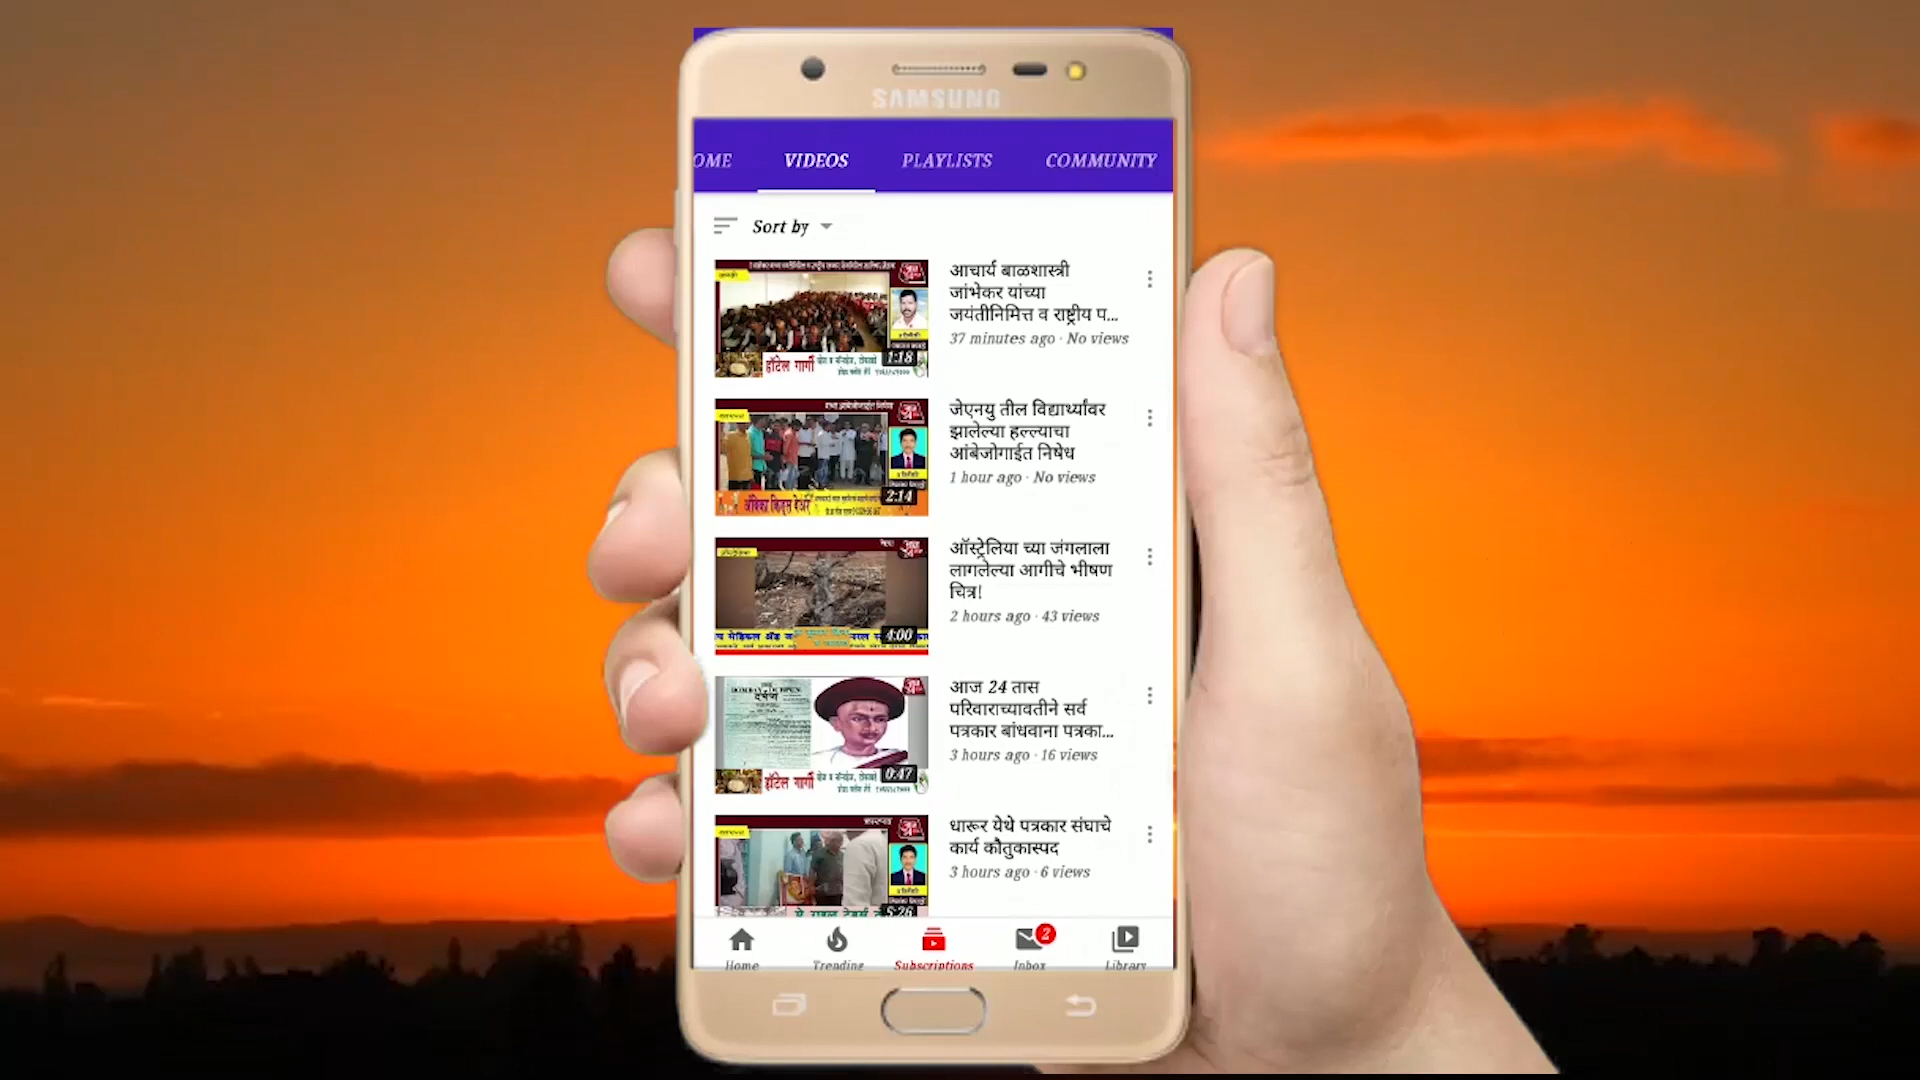 SAMSUNG
OME VIDEOS PLAYLISTS COMMUNITY
Sort by
आचार्य बाळशास्त्री
जांभेकर यांच्या
जयंतीनिमित्त व राष्ट्रीय प...
37 minutes ago · No views
हॉटेल गार्गी
1:18
जेएनयु तील विद्यार्थ्यांवर
झालेल्या हल्ल्याचा
आंबेजोगाईत निषेध
1 hour ago · No views
2:14
ऑस्ट्रेलिया च्या जंगलाला
लागलेल्या आगीचे भीषण
चित्र!
2 hours ago · 43 views
4:00
आज 24 तास
परिवाराच्यावतीने सर्व
पत्रकार बांधवाना पत्रका...
3 hours ago · 16 views
हॉटेल गार्गी
0:47
धारूर येथे पत्रकार संघाचे
कार्य कौतुकास्पद
3 hours ago · 6 views
5:26
2
Home Trending Subscriptions Inbox Library